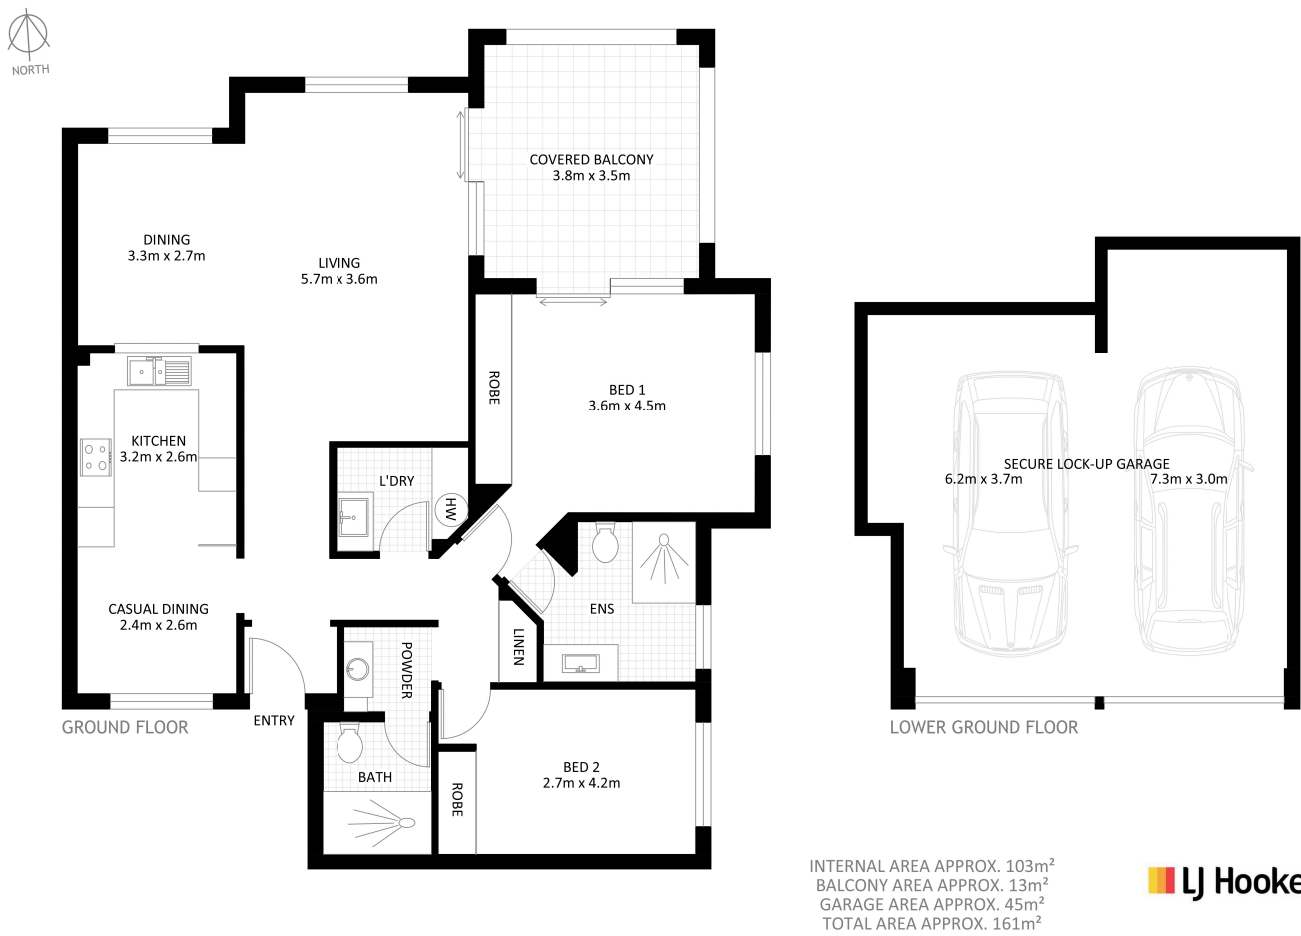 NORTH
COVERED BALCONY
3.8m x 3.5m
DINING
3.3m x 2.7m
LIVING
5.7m x 3.6m
ROBE
BED 1
3.6m x 4.5m
KITCHEN
3.2m x 2.6m
L'DRY
HW
SECURE LOCK-UP GARAGE
6.2m x 3.7m
7.3m x 3.0m
CASUAL DINING
2.4m x 2.6m
ENS
LINEN
POWDER
ENTRY
GROUND FLOOR
LOWER GROUND FLOOR
BATH
BED 2
2.7m x 4.2m
ROBE
INTERNAL AREA APPROX. 103m²
BALCONY AREA APPROX. 13m²
GARAGE AREA APPROX. 45m²
TOTAL AREA APPROX. 161m²
LJ Hooke